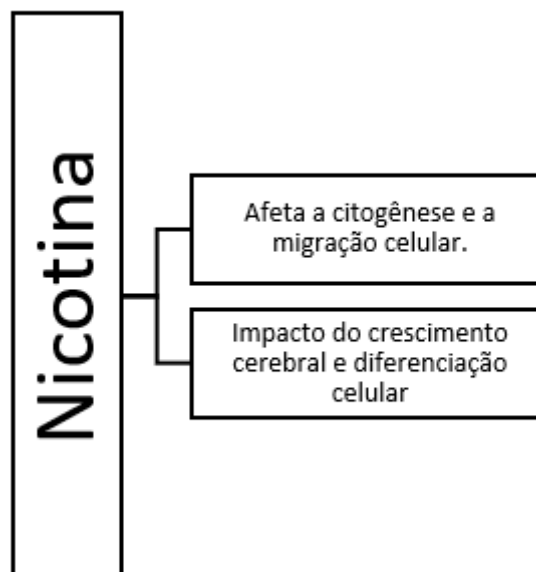 Nicotina
Afeta a citogênese e a
migração celular.
Impacto do crescimento
cerebral e diferenciação
celular